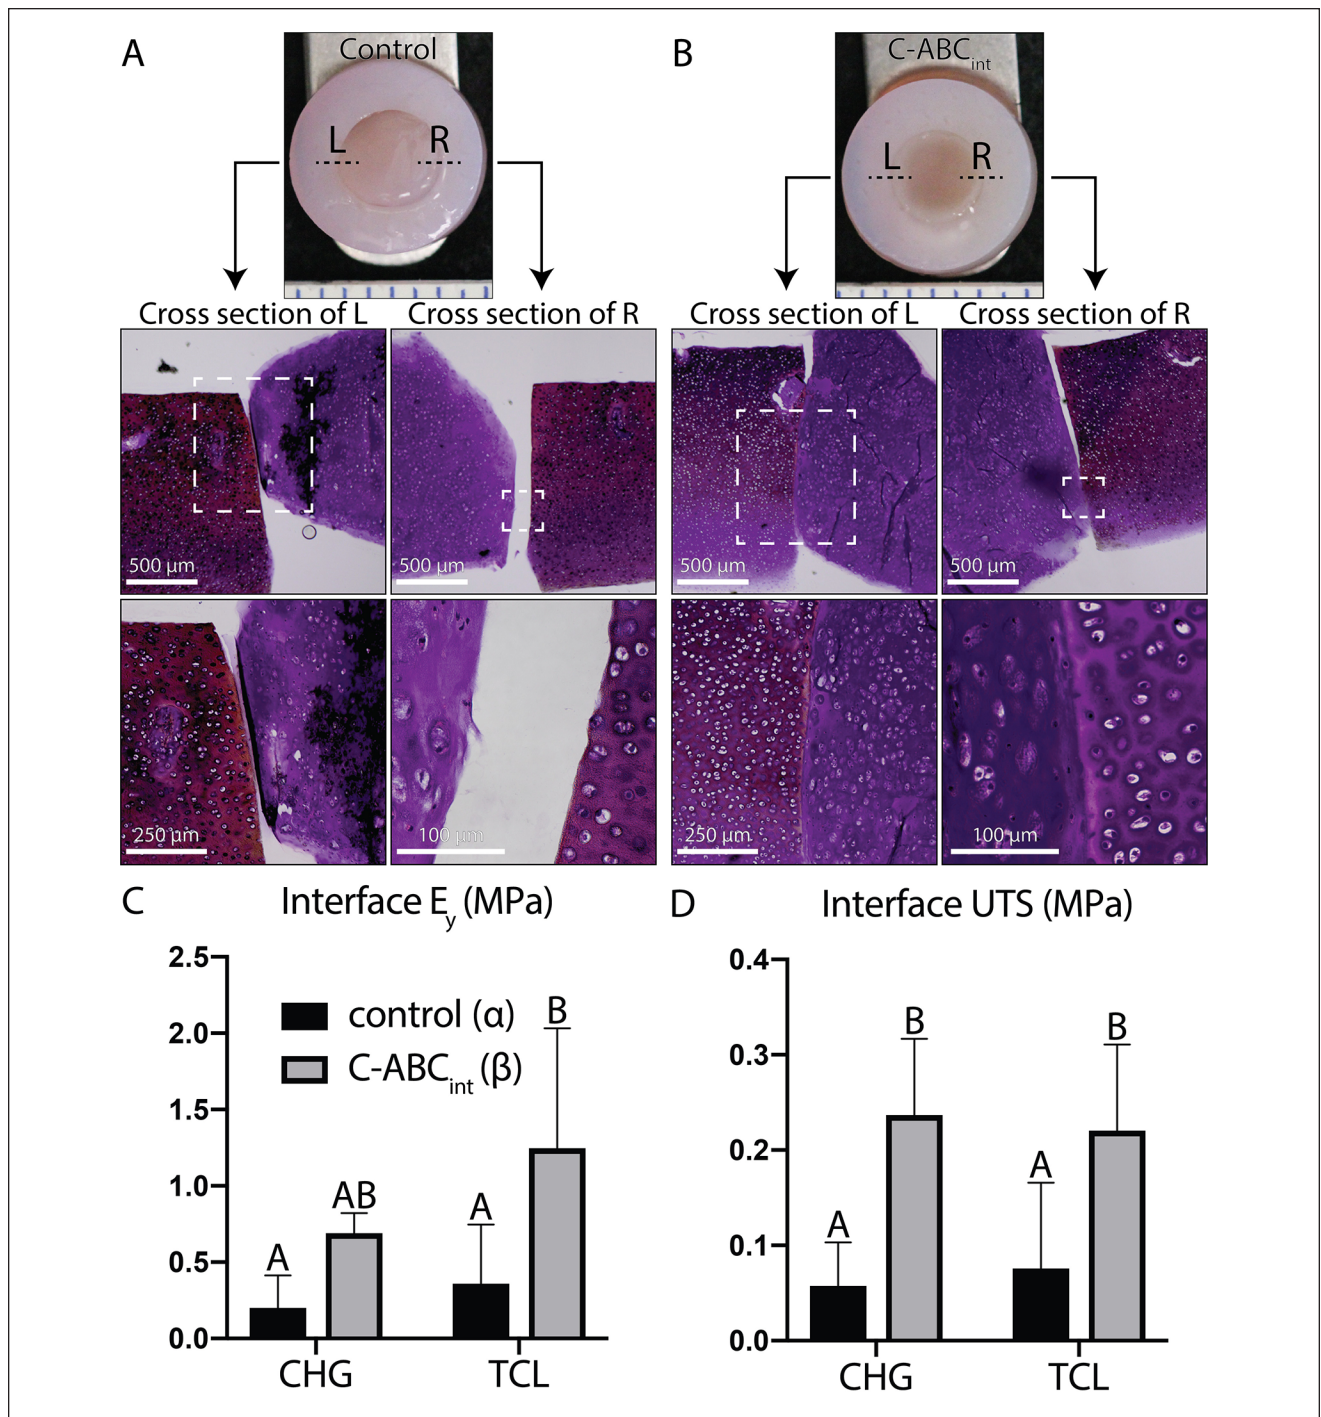 A
Control
L
R
B
C-ABCint
L
R
Cross section of L
Cross section of R
Cross section of L
Cross section of R
500 µm
500 µm
500 µm
500 µm
250 µm
100 µm
250 µm
100 µm
C
Interface Ey (MPa)
2.5
2.0
1.5
1.0
0.5
0.0
control (α)
C-ABCint (β)
A
AB
A
B
CHG
TCL
D
Interface UTS (MPa)
0.4
0.3
0.2
0.1
0.0
A
B
A
B
CHG
TCL